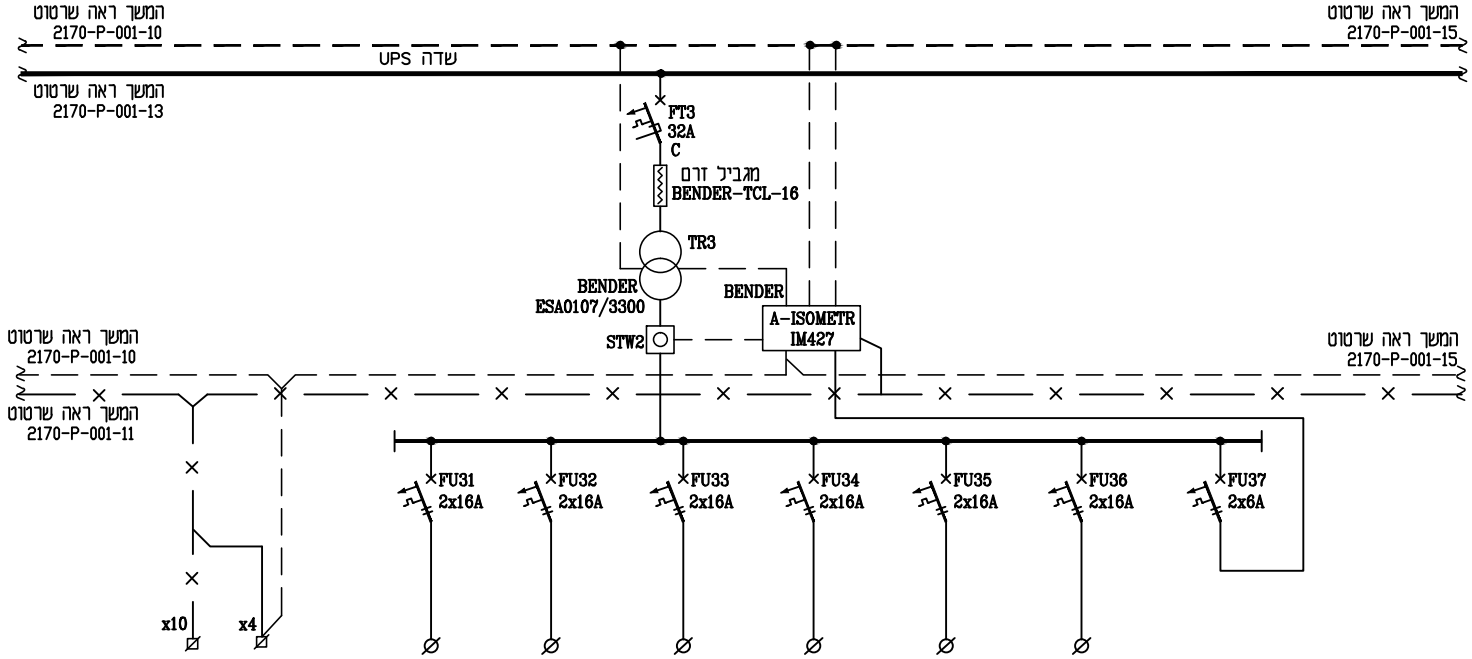 המשך ראה שרטוט
2170-P-001-10
המשך ראה שרטוט
2170-P-001-15
שדה UPS
המשך ראה שרטוט
2170-P-001-13
FT3
32A
C
מגביל זרם
BENDER-TCL-16
TR3
BENDER
ESA0107/3300
BENDER
A-ISOMETR
IM427
STW2
המשך ראה שרטוט
2170-P-001-10
המשך ראה שרטוט
2170-P-001-15
המשך ראה שרטוט
2170-P-001-11
FU31
2x16A
FU32
2x16A
FU33
2x16A
FU34
2x16A
FU35
2x16A
FU36
2x16A
FU37
2x6A
x10
x4